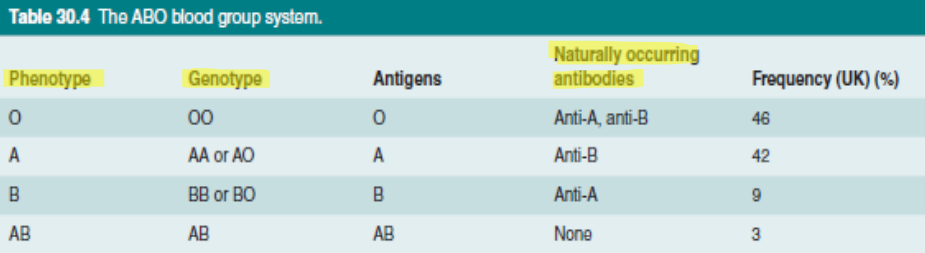 Table 30.4 The ABO blood group system.
Phenotype Genotype Antigens Naturally occurring antibodies Frequency (UK) (%)
O OO O Anti-A, anti-B 46
A AA or AO A Anti-B 42
B BB or BO B Anti-A 9
AB AB AB None 3